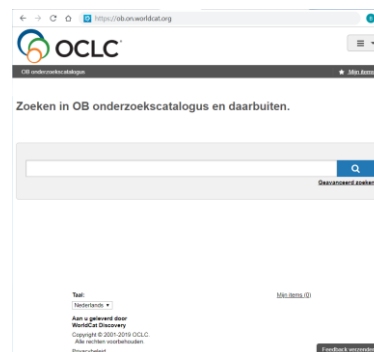 https://ob.on.worldcat.org
OCLC
OB onderzoekscatalogus
Mijn items
Zoeken in OB onderzoekscatalogus en daarbuiten.
Geavanceerd zoeken
Taal:
Mijn items (0)
Nederlands
Aan u geleverd door
WorldCat Discovery
Copyright © 2001-2019 OCLC.
Alle rechten voorbehouden.
Privacybeleid
Feedback verzenden